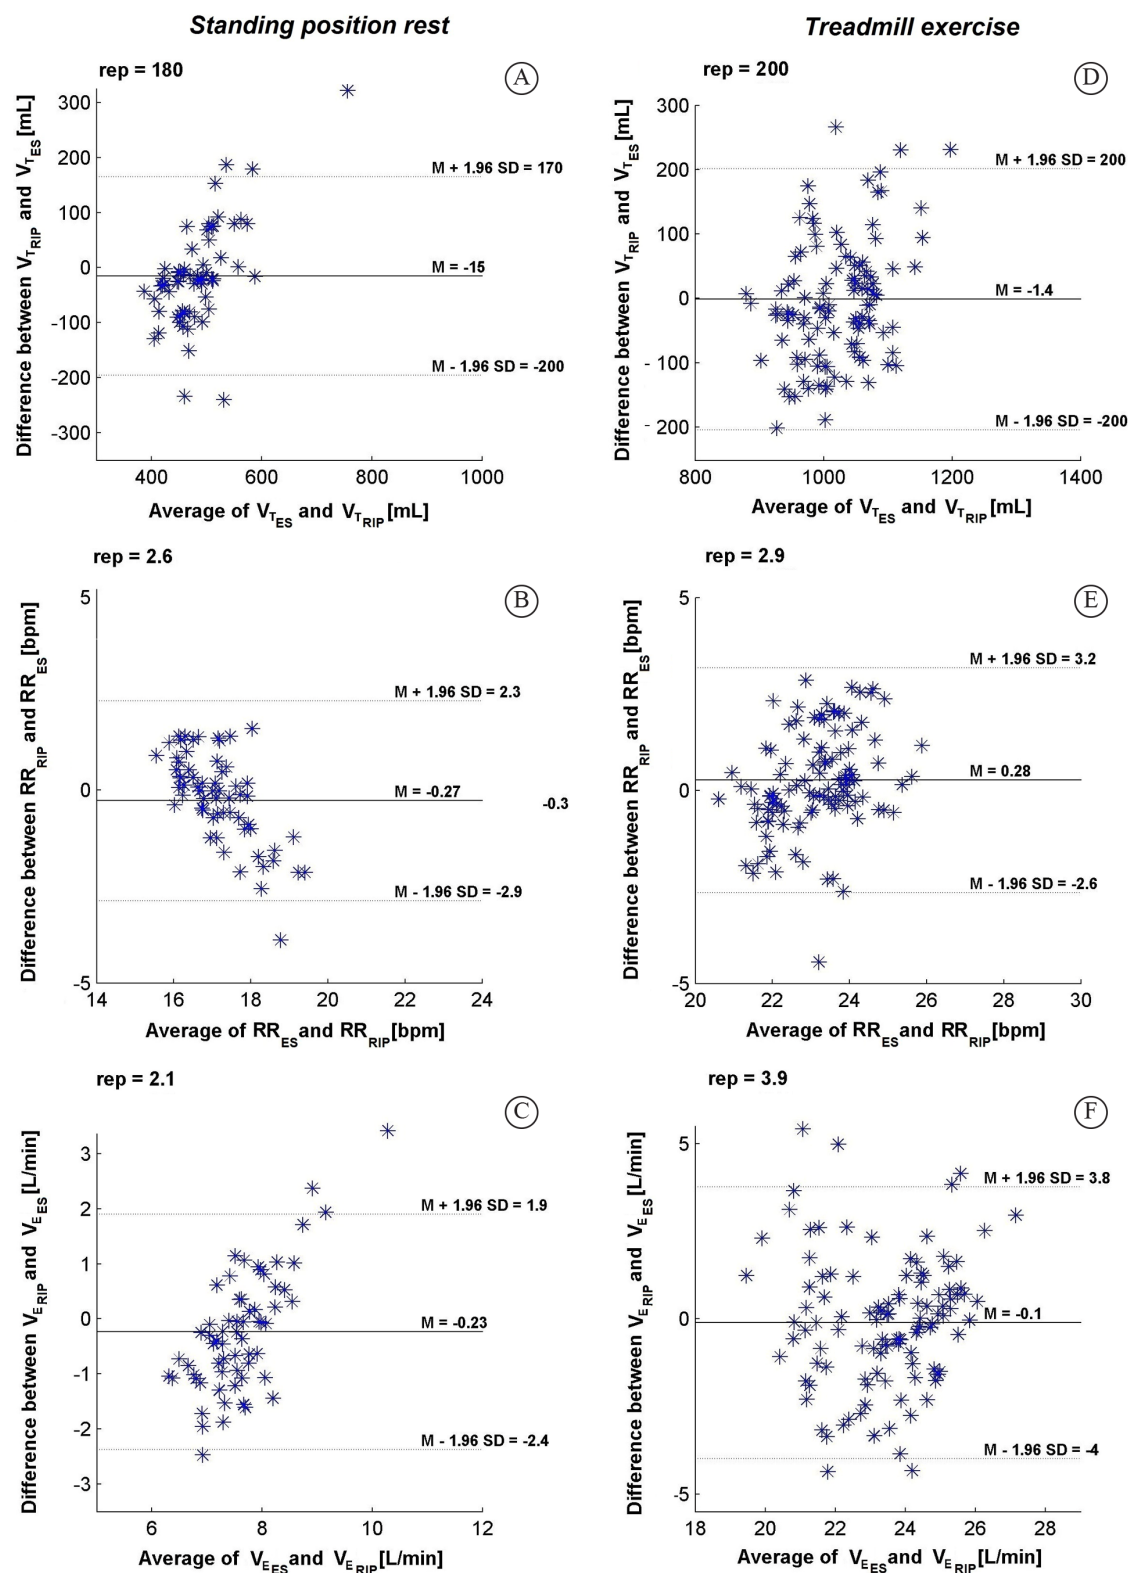 Standing position rest
Treadmill exercise
rep = 180
A
Difference between VTRIP and VTES [mL]
300
200
100
0
-100
-200
-300
M + 1.96 SD = 170
M = -15
M - 1.96 SD = -200
400
600
800
1000
Average of VTES and VTRIP [mL]
rep = 200
D
Difference between VTRIP and VTES [mL]
300
200
100
0
- 100
- 200
M + 1.96 SD = 200
M = -1.4
M - 1.96 SD = -200
800
1000
1200
1400
Average of VTES and VTRIP [mL]
rep = 2.6
B
Difference between RRRIP and RRES [bpm]
5
0
-5
M + 1.96 SD = 2.3
M = -0.27
-0.3
M - 1.96 SD = -2.9
14
16
18
20
22
24
Average of RRES and RRRIP [bpm]
rep = 2.9
E
Difference between RRRIP and RRES [bpm]
5
0
-5
M + 1.96 SD = 3.2
M = 0.28
M - 1.96 SD = -2.6
20
22
24
26
28
30
Average of RRES and RRRIP [bpm]
rep = 2.1
C
Difference between VERIP and VEES [L/min]
3
2
1
0
-1
-2
-3
M + 1.96 SD = 1.9
M = -0.23
M - 1.96 SD = -2.4
6
8
10
12
Average of VEES and VERIP [L/min]
rep = 3.9
F
Difference between VERIP and VEES [L/min]
5
0
-5
M + 1.96 SD = 3.8
M = -0.1
M - 1.96 SD = -4
18
20
22
24
26
28
Average of VEES and VERIP [L/min]